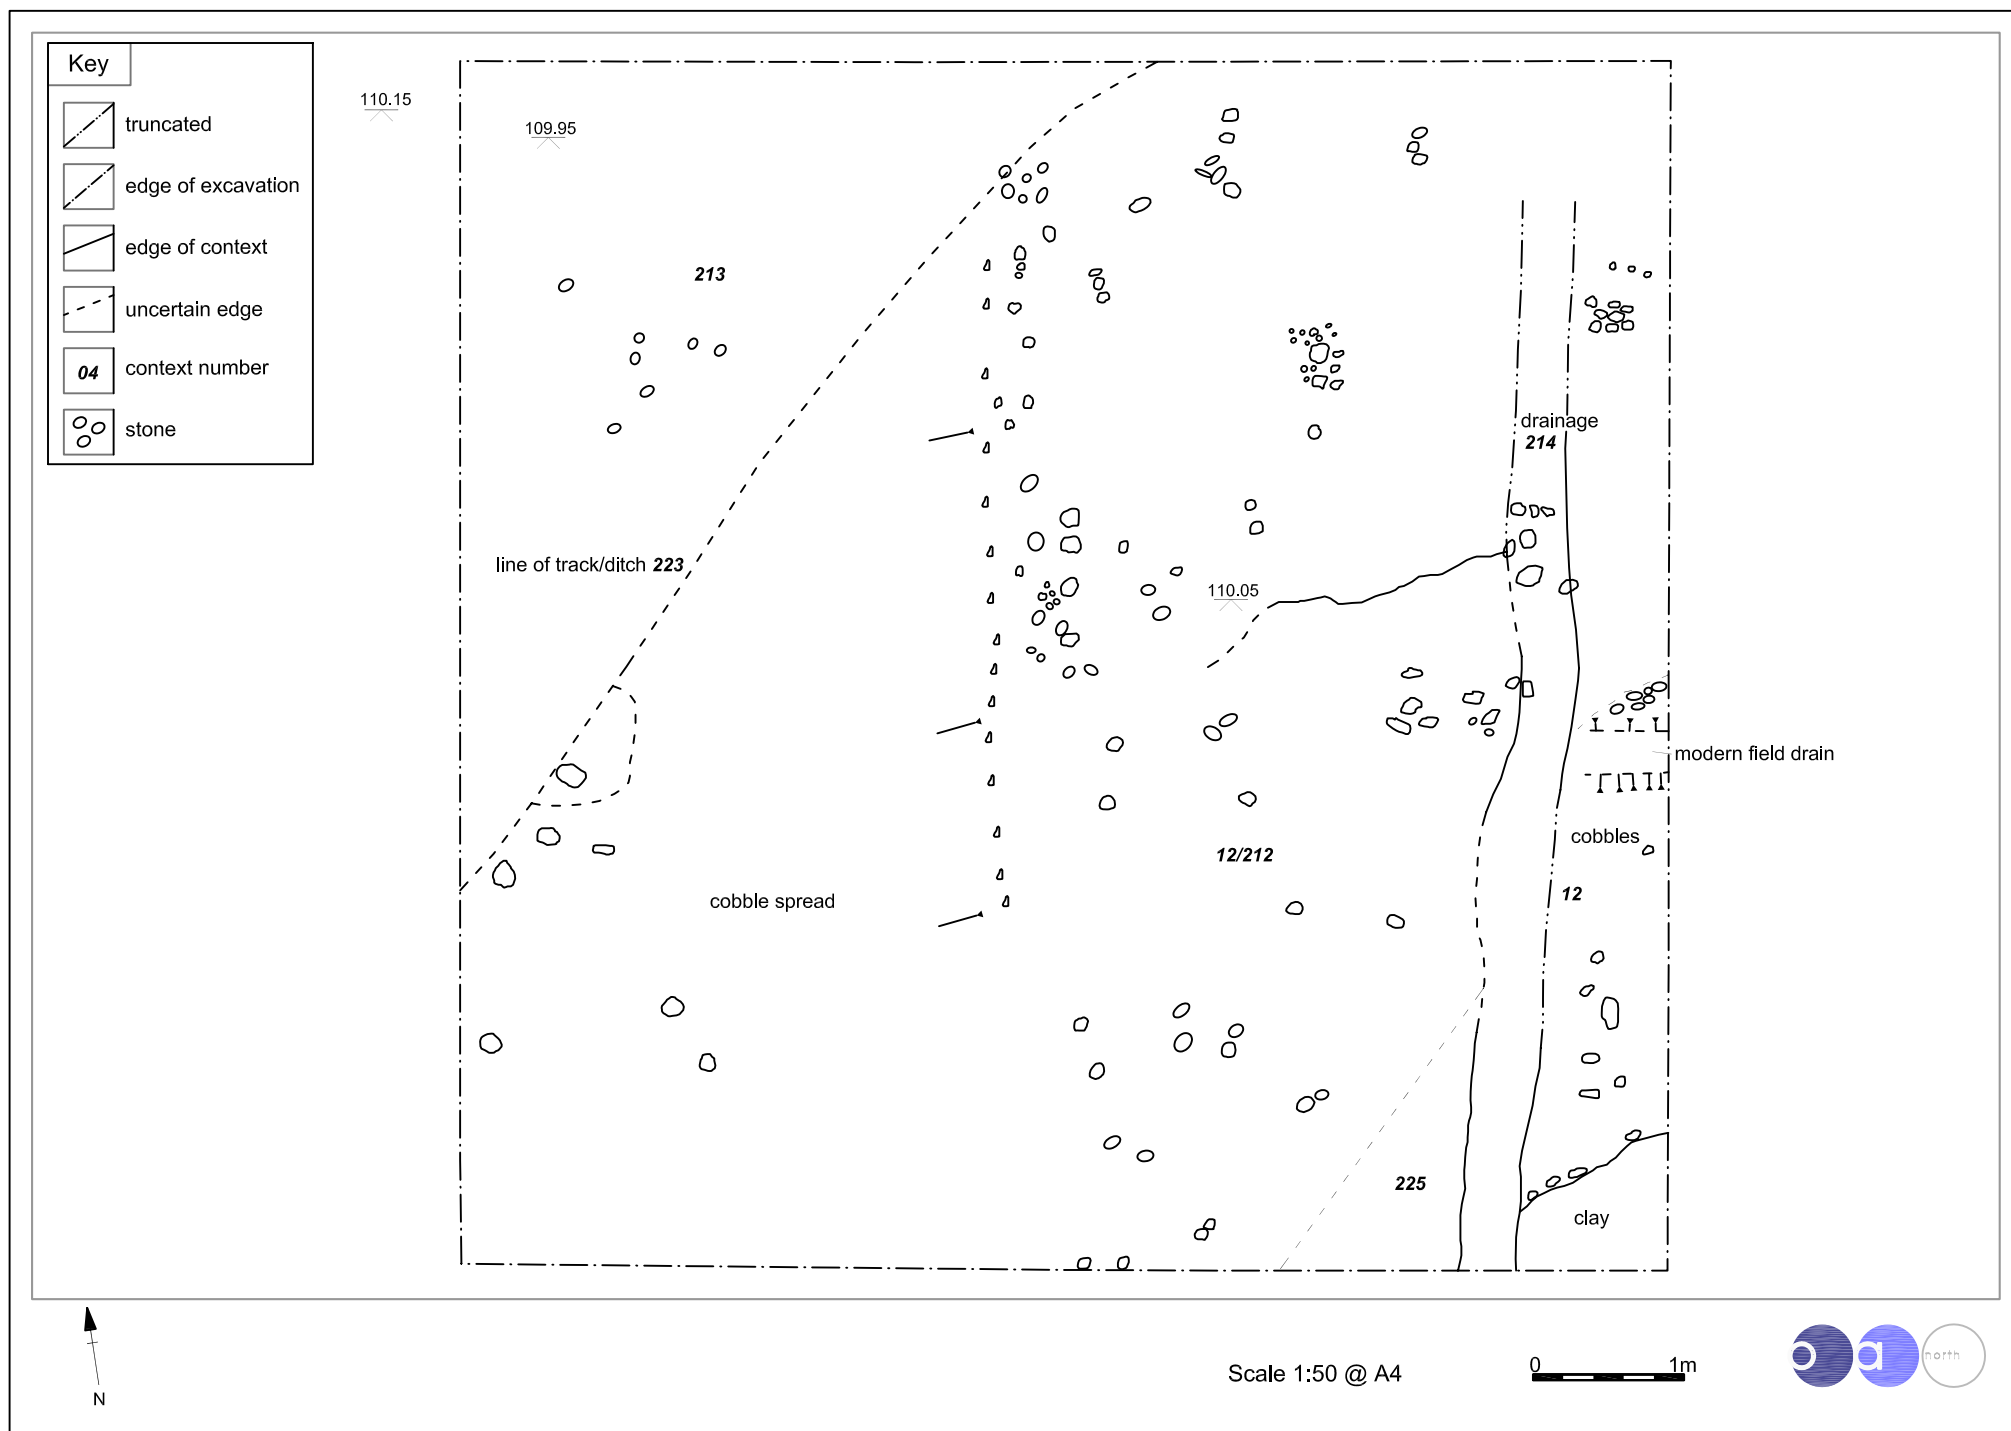 Key
truncated
edge of excavation
edge of context
uncertain edge
04 context number
stone
110.15
109.95
213
drainage
214
line of track/ditch 223
110.05
modern field drain
cobbles
12/212
12
cobble spread
225
clay
N
Scale 1:50 @ A4
0 1m
oa north